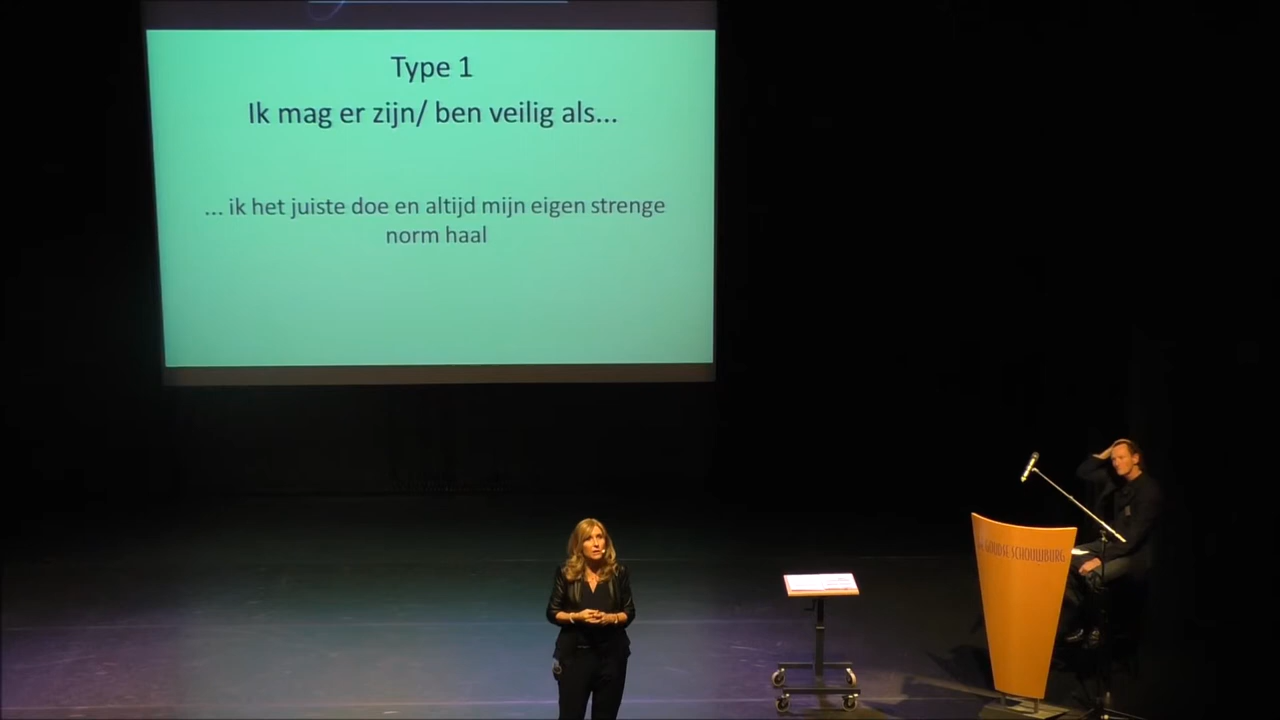 Type 1
Ik mag er zijn/ ben veilig als...
... ik het juiste doe en altijd mijn eigen strenge
norm haal
GOUDSE SCHOUWBURG